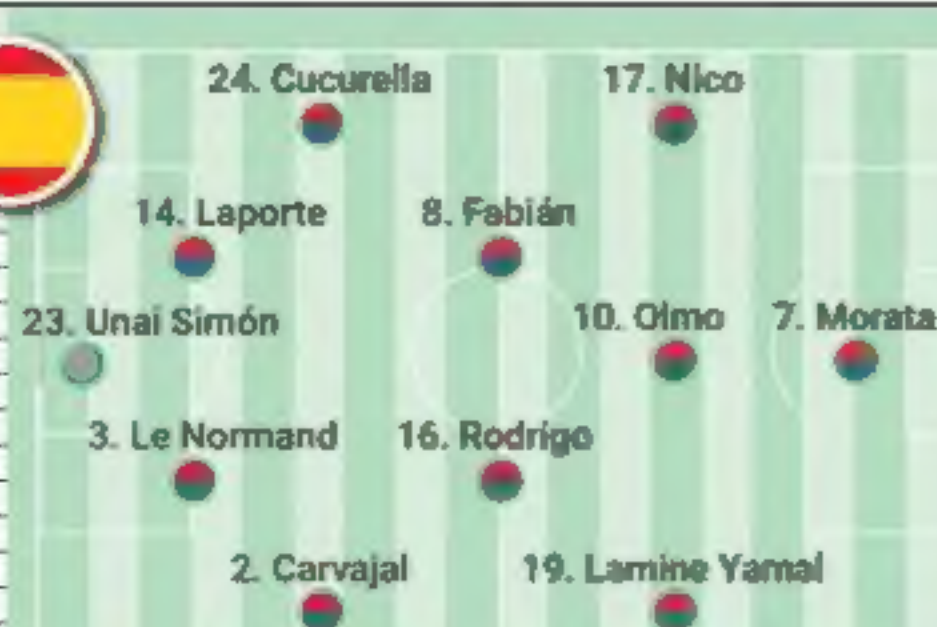 24. Cucurella
17. Nico
14. Laporte
8. Fabián
23. Unai Simón
10. Olmo
7. Morata
3. Le Normand
16. Rodrigo
2. Carvajal
19. Lamine Yamal